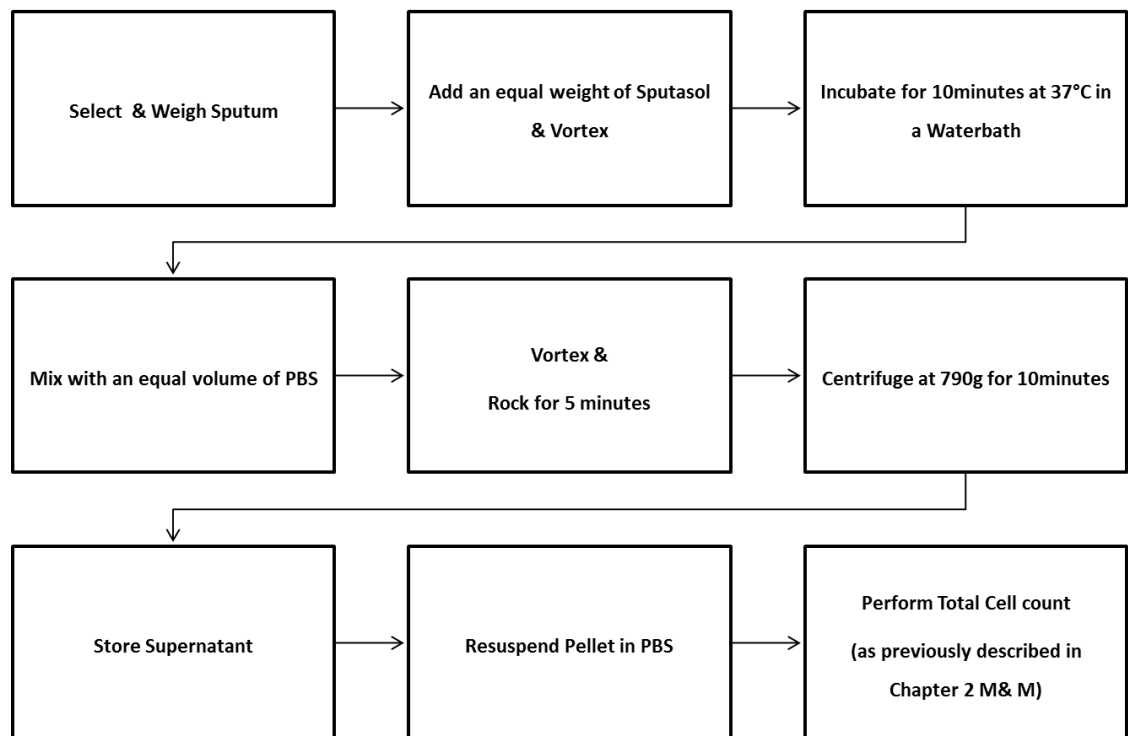 Select & Weigh Sputum
Add an equal weight of Sputasol
& Vortex
Incubate for 10minutes at 37°C in
a Waterbath
Mix with an equal volume of PBS
Vortex &
Rock for 5 minutes
Centrifuge at 790g for 10minutes
Store Supernatant
Resuspend Pellet in PBS
Perform Total Cell count
(as previously described in
Chapter 2 M& M)